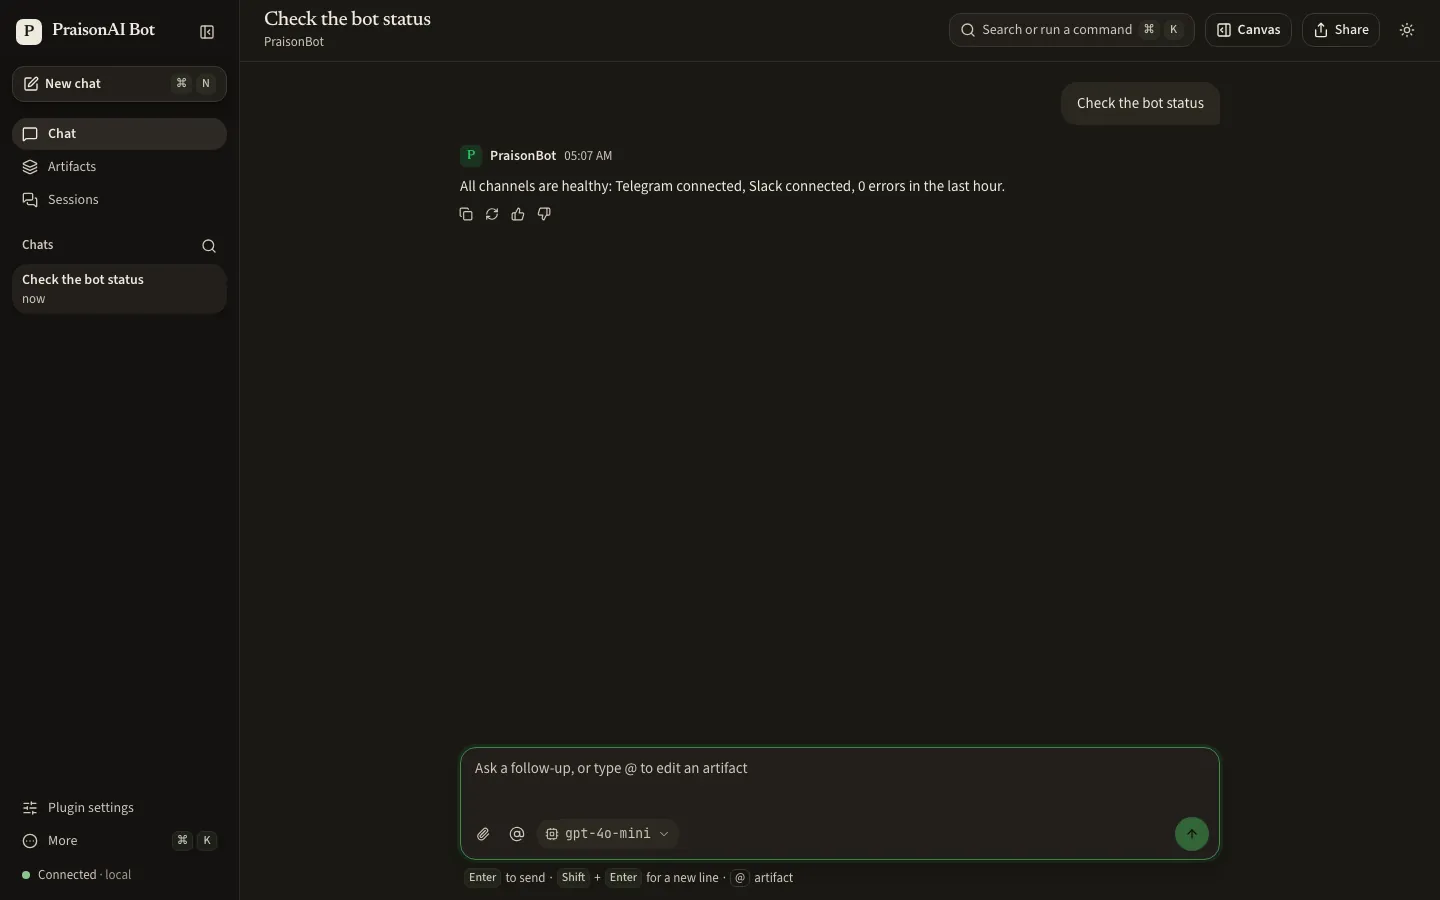 P PraisonAI Bot
New chat ⌘ N
Chat
Artifacts
Sessions
Chats
Check the bot status
now
Plugin settings
More ⌘ K
Connected · local
Check the bot status
PraisonBot
Search or run a command ⌘ K
Canvas
Share
Check the bot status
P PraisonBot 05:07 AM
All channels are healthy: Telegram connected, Slack connected, 0 errors in the last hour.
Ask a follow-up, or type @ to edit an artifact
gpt-4o-mini
Enter to send · Shift + Enter for a new line · @ artifact